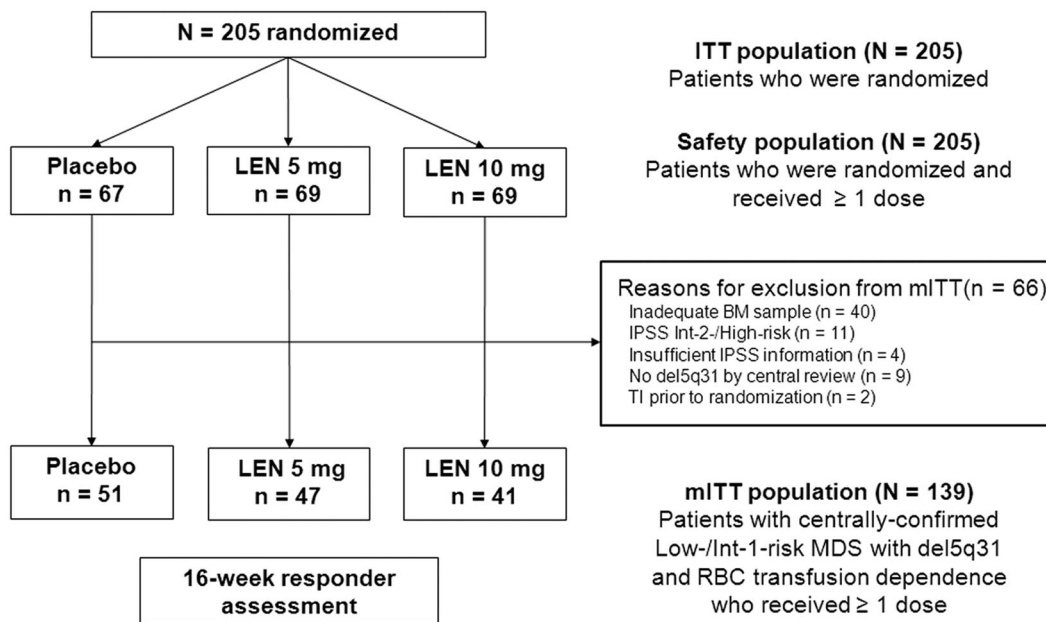 N = 205 randomized
ITT population (N = 205)
Patients who were randomized
Placebo
n = 67
LEN 5 mg
n = 69
LEN 10 mg
n = 69
Safety population (N = 205)
Patients who were randomized and
received ≥ 1 dose
Reasons for exclusion from mITT(n = 66)
Inadequate BM sample (n = 40)
IPSS Int-2-/High-risk (n = 11)
Insufficient IPSS information (n = 4)
No del5q31 by central review (n = 9)
TI prior to randomization (n = 2)
Placebo
n = 51
LEN 5 mg
n = 47
LEN 10 mg
n = 41
mITT population (N = 139)
Patients with centrally-confirmed
Low-/Int-1-risk MDS with del5q31
and RBC transfusion dependence
who received ≥ 1 dose
16-week responder
assessment